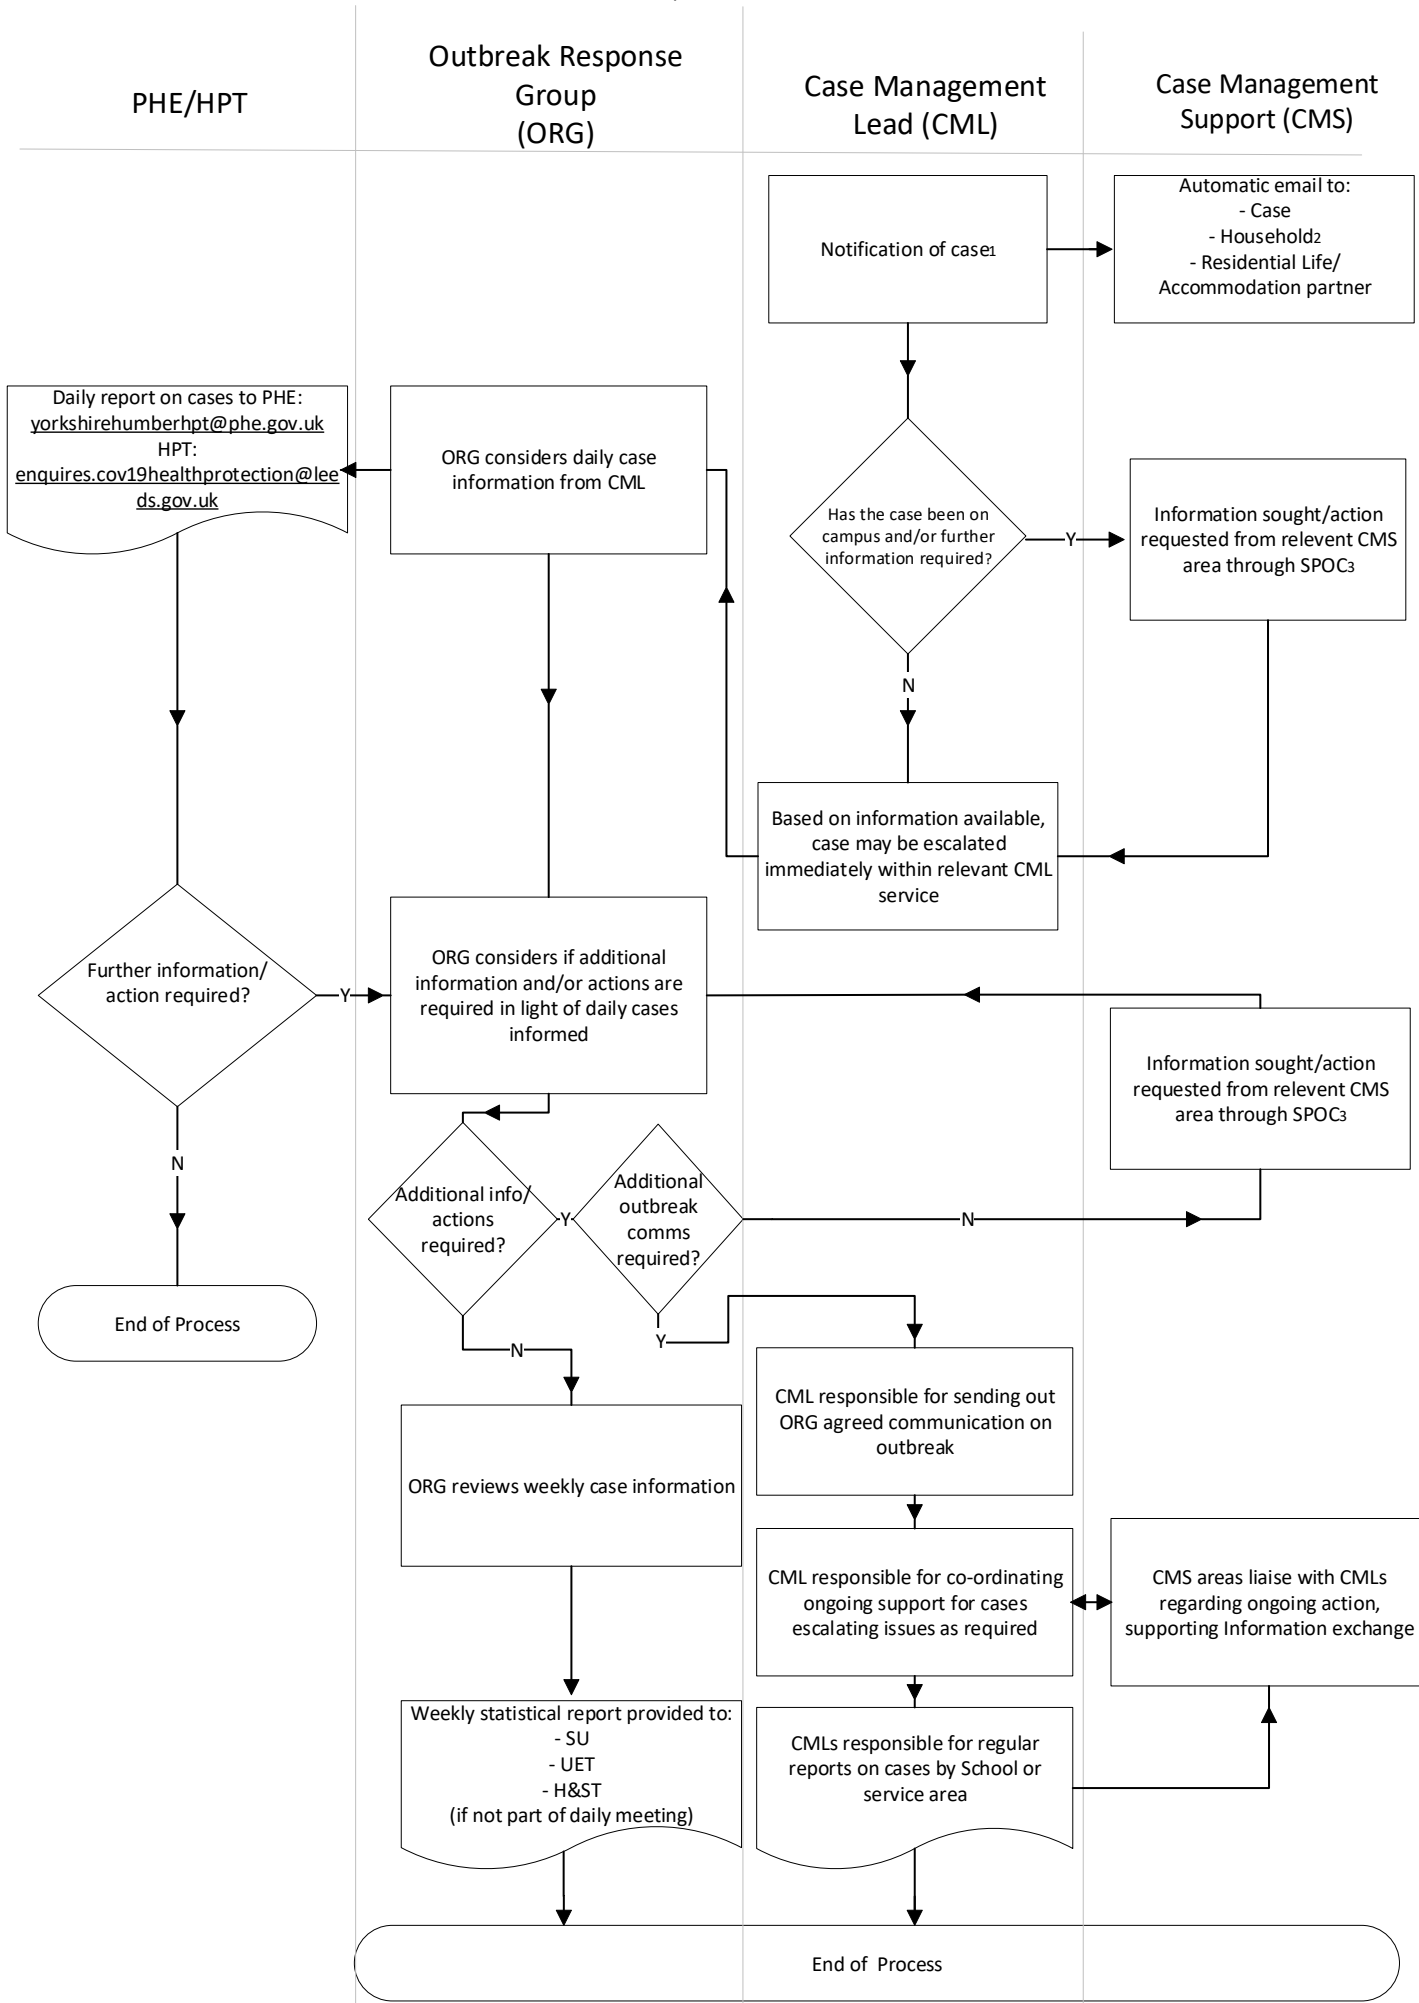 PHE/HPT
Outbreak Response
Group
(ORG)
Case Management
Lead (CML)
Case Management
Support (CMS)
Notification of case1
Automatic email to:
- Case
- Household2
- Residential Life/
Accommodation partner
Daily report on cases to PHE:
yorkshirehumberhpt@phe.gov.uk
HPT:
enquires.cov19healthprotection@lee
ds.gov.uk
ORG considers daily case
information from CML
Has the case been on
campus and/or further
information required?
Y
Information sought/action
requested from relevent CMS
area through SPOC3
N
Based on information available,
case may be escalated
immediately within relevant CML
service
Further information/
action required?
Y
ORG considers if additional
information and/or actions are
required in light of daily cases
informed
Information sought/action
requested from relevent CMS
area through SPOC3
N
Additional info/
actions
required?
Y
Additional
outbreak
comms
required?
N
End of Process
N
Y
CML responsible for sending out
ORG agreed communication on
outbreak
ORG reviews weekly case information
CML responsible for co-ordinating
ongoing support for cases
escalating issues as required
CMS areas liaise with CMLs
regarding ongoing action,
supporting Information exchange
Weekly statistical report provided to:
- SU
- UET
- H&ST
(if not part of daily meeting)
CMLs responsible for regular
reports on cases by School or
service area
End of Process